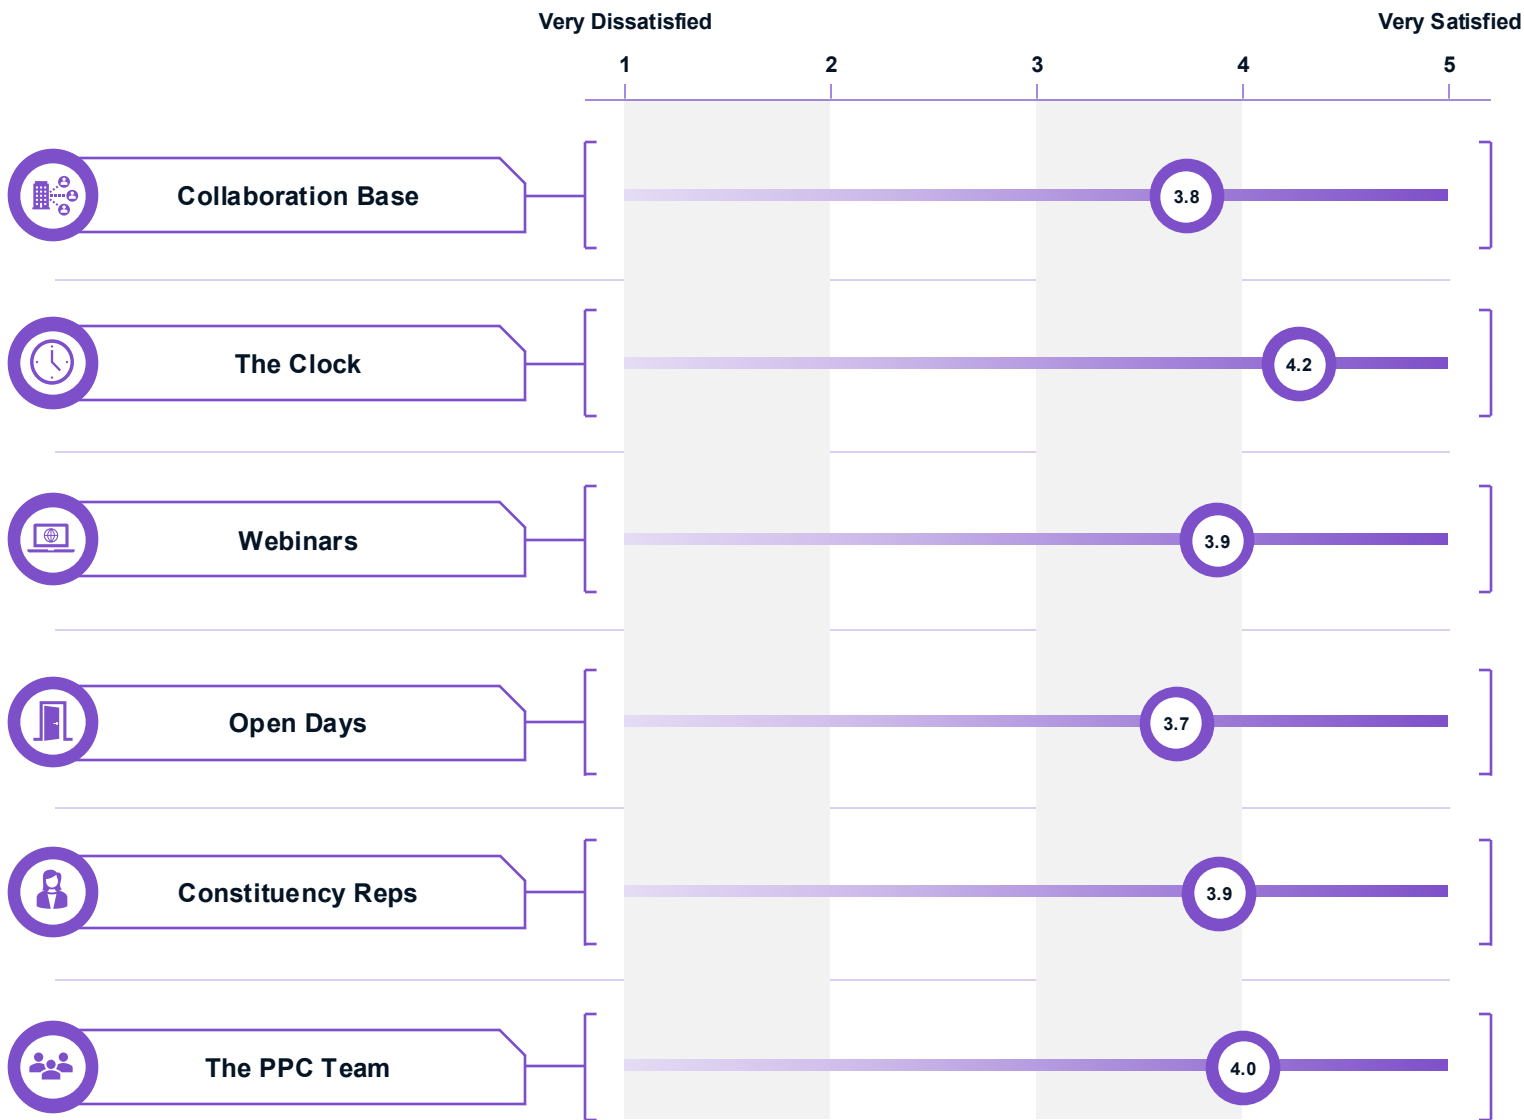 Very Dissatisfied Very Satisfied
1 2 3 4 5
Collaboration Base 3.8
The Clock 4.2
Webinars 3.9
Open Days 3.7
Constituency Reps 3.9
The PPC Team 4.0